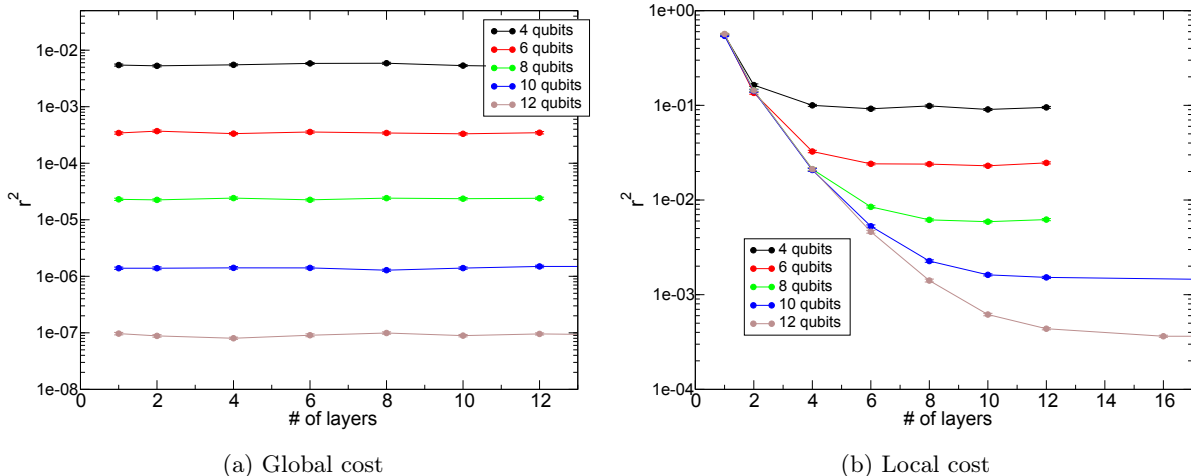 1e-02
1e-03
1e-04
1e-05
1e-06
1e-07
1e-08
r^2
0 2 4 6 8 10 12
# of layers
4 qubits
6 qubits
8 qubits
10 qubits
12 qubits
(a) Global cost
1e+00
1e-01
1e-02
1e-03
1e-04
r^2
0 2 4 6 8 10 12 14 16
# of layers
4 qubits
6 qubits
8 qubits
10 qubits
12 qubits
(b) Local cost